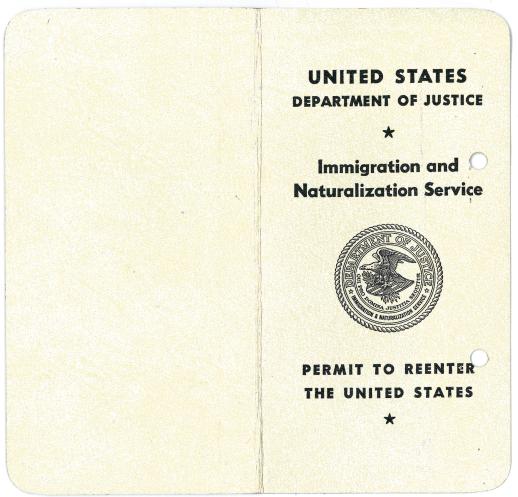 UNITED STATES
DEPARTMENT OF JUSTICE
★
Immigration and
Naturalization Service
DEPARTMENT OF JUSTICE
QUI PRO DOMINA JUSTITIA SEQUITUR
IMMIGRATION & NATURALIZATION SERVICE
PERMIT TO REENTER
THE UNITED STATES
★